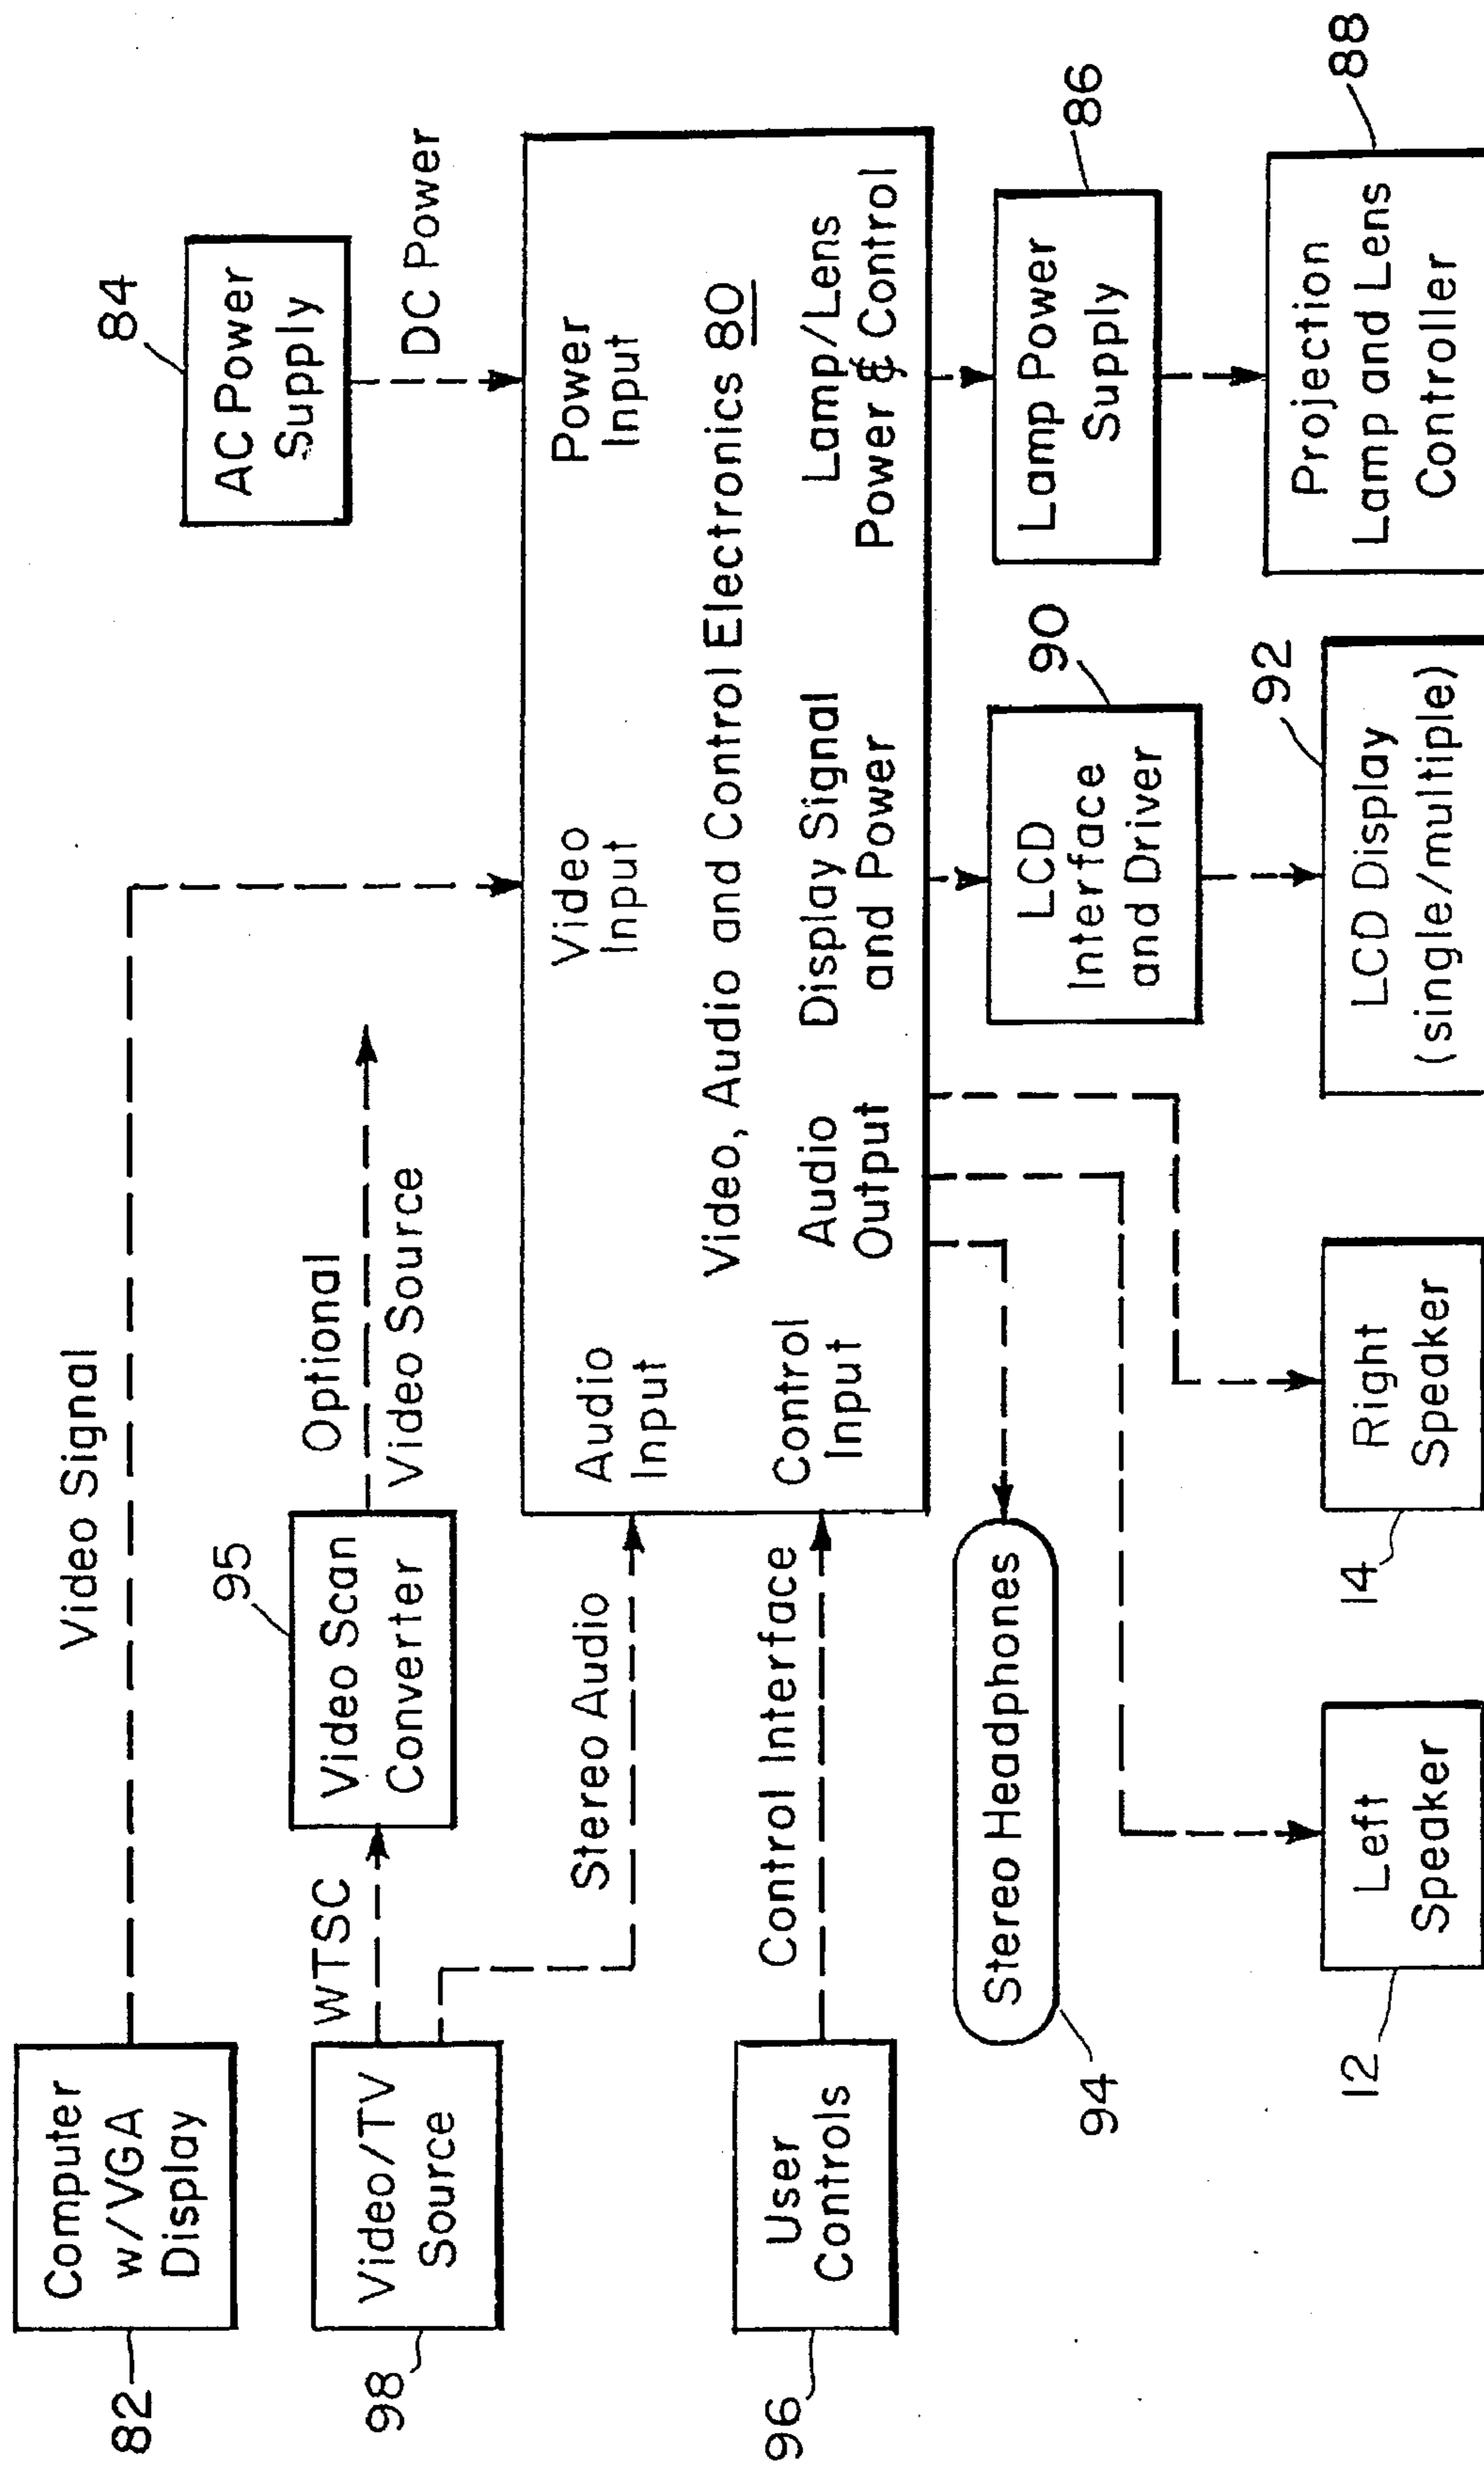 82
Computer
w/VGA
Display
Video Signal
98
Video/TV
Source
WTSC
95
Video Scan
Converter
Optional
Video Source
84
AC Power
Supply
DC Power
Stereo Audio
96
User
Controls
Control Interface
Audio
Input
Video
Input
Power
Input
Video, Audio and Control Electronics 80
Control
Input
Audio
Output
Display Signal
and Power
Lamp/Lens
Power & Control
94
Stereo Headphones
LCD
Interface
and Driver
90
Lamp Power
Supply
86
12
Left
Speaker
14
Right
Speaker
LCD Display
(single/multiple)
92
Projection
Lamp and Lens
Controller
88